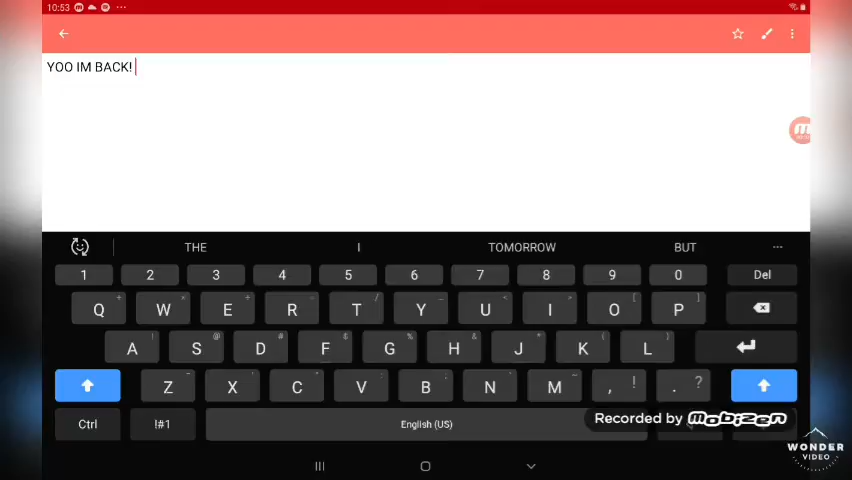 10:53
YOO IM BACK!
THE I TOMORROW BUT
1 2 3 4 5 6 7 8 9 0 Del
Q W E R T Y U I O P
A S D F G H J K L
Z X C V B N M , ! . ?
Ctrl !#1 English (US)
Recorded by mobizen
WONDER
VIDEO